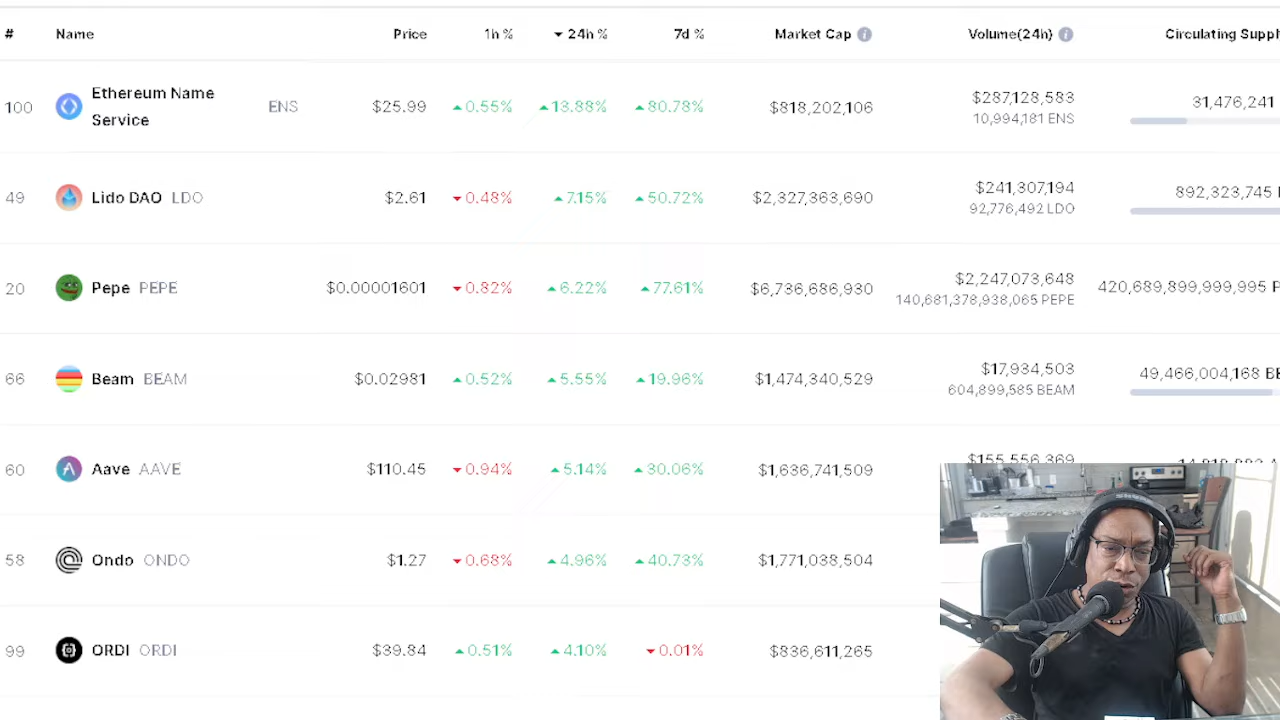 # Name Price 1h % 24h % 7d % Market Cap Volume(24h) Circulating Suppl
100 Ethereum Name Service ENS $25.99 0.55% 13.88% 80.78% $818,202,106 $287,128,583 31,476,241
10,994,181 ENS
49 Lido DAO LDO $2.61 0.48% 7.15% 50.72% $2,327,363,690 $241,307,194 892,323,745
92,776,492 LDO
20 Pepe PEPE $0.00001601 0.82% 6.22% 77.61% $6,736,686,930 $2,247,073,648 420,689,899,999,995 P
140,681,378,938,065 PEPE
66 Beam BEAM $0.02981 0.52% 5.55% 19.96% $1,474,340,529 $17,934,503 49,466,004,168 BE
604,899,585 BEAM
60 Aave AAVE $110.45 0.94% 5.14% 30.06% $1,636,741,509 $155,556,369
58 Ondo ONDO $1.27 0.68% 4.96% 40.73% $1,771,038,504
99 ORDI ORDI $39.84 0.51% 4.10% 0.01% $836,611,265